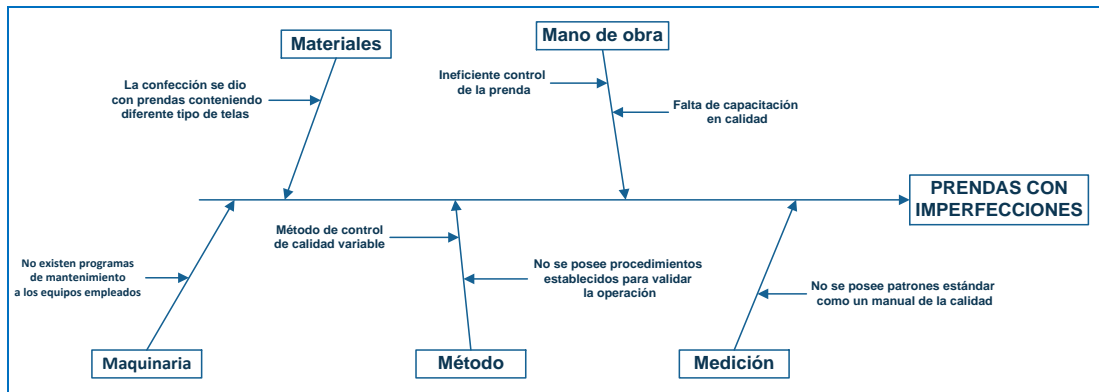 Materiales
Mano de obra
La confección se dio
con prendas conteniendo
diferente tipo de telas
Ineficiente control
de la prenda
Falta de capacitación
en calidad
PRENDAS CON
IMPERFECCIONES
No existen programas
de mantenimiento
a los equipos empleados
Método de control
de calidad variable
No se posee procedimientos
establecidos para validar
la operación
No se posee patrones estándar
como un manual de la calidad
Maquinaria
Método
Medición